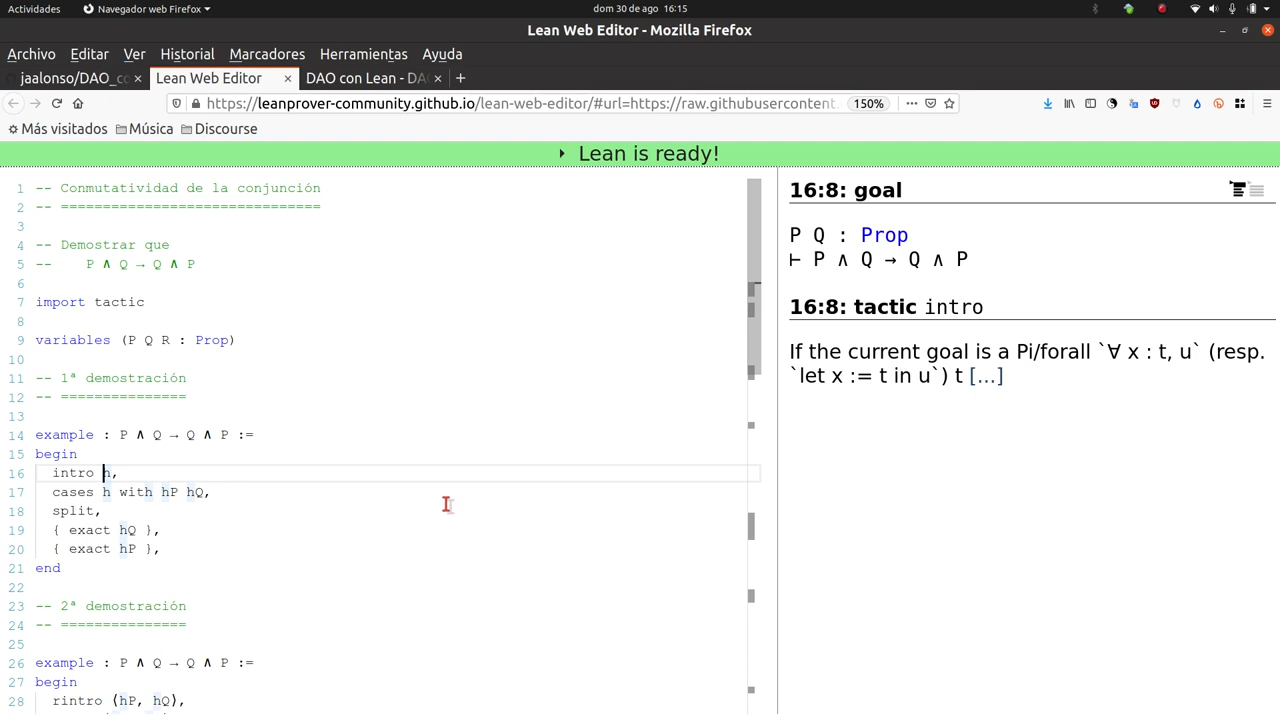 Actividades Navegador web Firefox dom 30 de ago 16:15
Lean Web Editor - Mozilla Firefox
Archivo Editar Ver Historial Marcadores Herramientas Ayuda
jaalonso/DAO_co × Lean Web Editor × DAO con Lean - DAO × +
https://leanprover-community.github.io/lean-web-editor/#url=https://raw.githubusercontent. 150%
Más visitados Música Discourse
Lean is ready!
1 -- Conmutatividad de la conjunción
2 -- ===============================
3
4 -- Demostrar que
5 --    P ∧ Q → Q ∧ P
6
7 import tactic
8
9 variables (P Q R : Prop)
10
11 -- 1ª demostración
12 -- ===============
13
14 example : P ∧ Q → Q ∧ P :=
15 begin
16   intro h,
17   cases h with hP hQ,
18   split,
19   { exact hQ },
20   { exact hP },
21 end
22
23 -- 2ª demostración
24 -- ===============
25
26 example : P ∧ Q → Q ∧ P :=
27 begin
28   rintro ⟨hP, hQ⟩,
16:8: goal
P Q : Prop
⊢ P ∧ Q → Q ∧ P
16:8: tactic intro
If the current goal is a Pi/forall `∀ x : t, u` (resp.
`let x := t in u`) t [...]